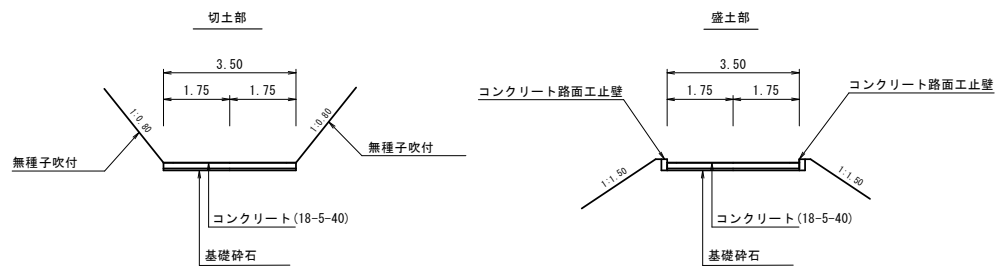 切土部
3.50
1.75
1.75
1:0.80
1:0.80
無種子吹付
無種子吹付
コンクリート(18-5-40)
基礎砕石
盛土部
3.50
1.75
1.75
コンクリート路面工止壁
コンクリート路面工止壁
1:1.50
1:1.50
コンクリート(18-5-40)
基礎砕石